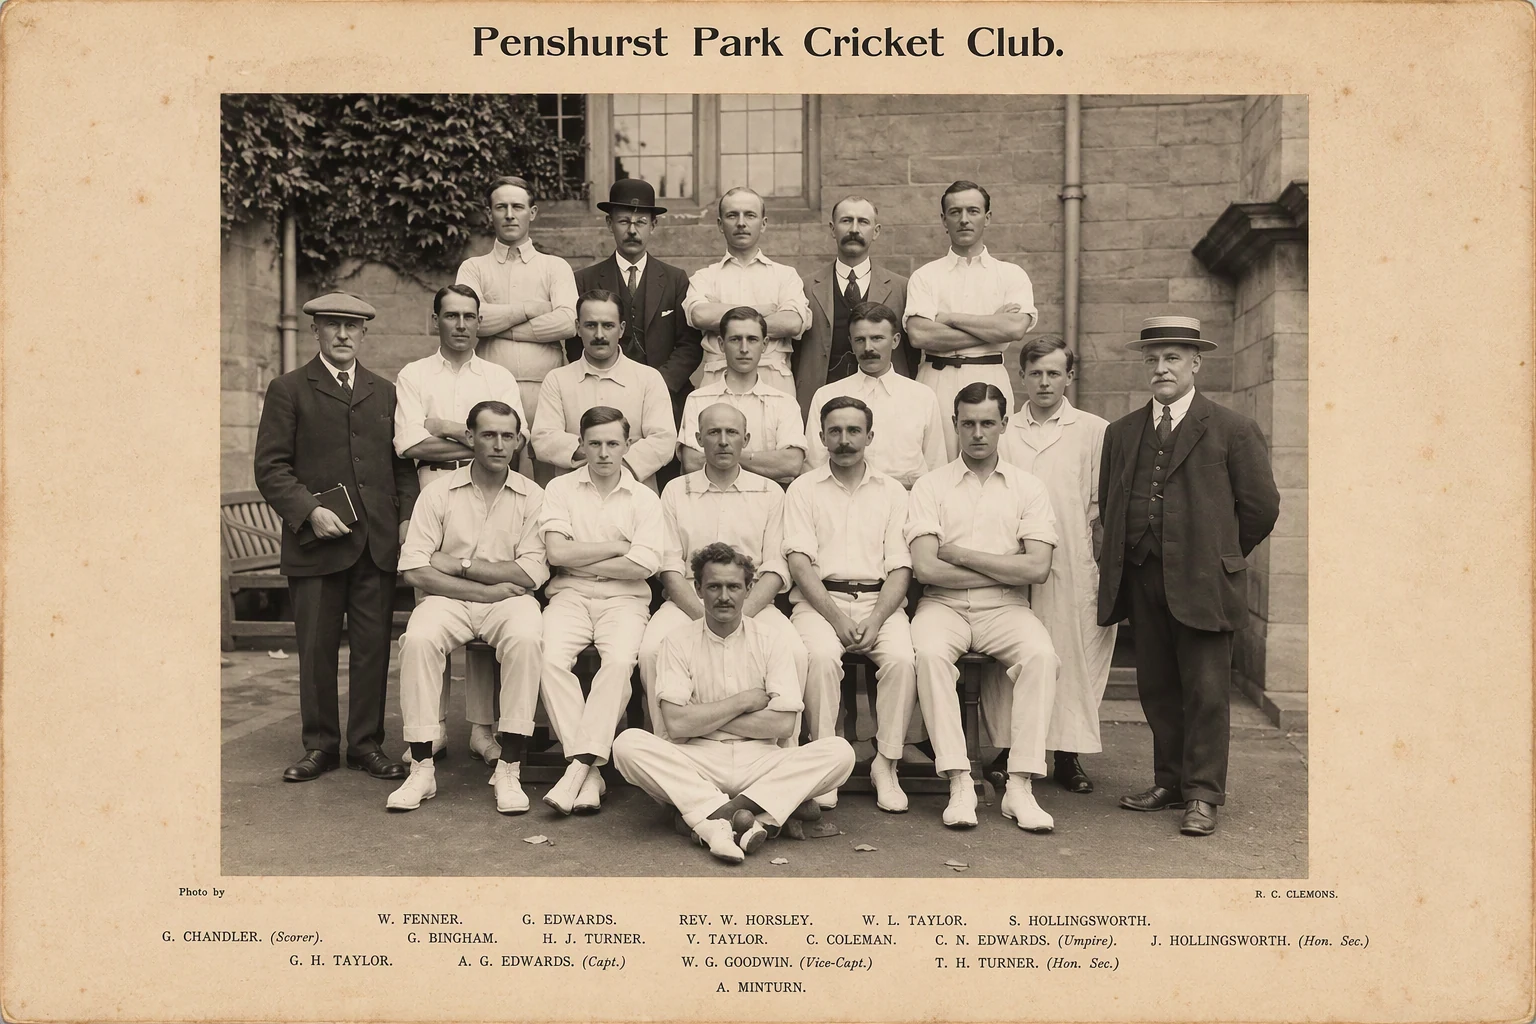 Penshurst Park Cricket Club.
Photo by R. C. CLEMONS.
W. FENNER. G. EDWARDS. REV. W. HORSLEY. W. L. TAYLOR. S. HOLLINGSWORTH.
G. CHANDLER. (Scorer). G. BINGHAM. H. J. TURNER. V. TAYLOR. C. COLEMAN. C. N. EDWARDS. (Umpire). J. HOLLINGSWORTH. (Hon. Sec.)
G. H. TAYLOR. A. G. EDWARDS. (Capt.) W. G. GOODWIN. (Vice-Capt.) T. H. TURNER. (Hon. Sec.)
A. MINTURN.